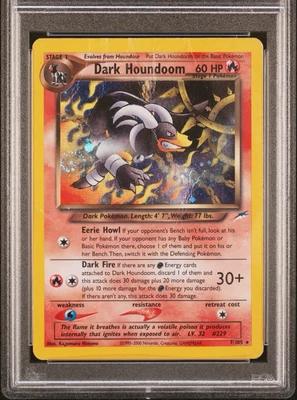 STAGE 1
Evolves from Houndour Put Dark Houndoom on the Basic Pokémon
Dark Houndoom 60 HP
Stage 1 Pokémon
Dark Pokémon. Length: 4' 7", Weight: 77 lbs.
Eerie Howl If your opponent's Bench isn't full, look at his
or her hand. If your opponent has any Baby Pokémon or
Basic Pokémon there, choose 1 of them and put it on his or
her Bench. Then, switch it with the Defending Pokémon.
Dark Fire If there are any Energy cards
attached to Dark Houndoom, discard 1 of them and
this attack does 30 damage plus 20 more damage
(plus 10 more damage for the Energy you discarded). If
there aren't any, this attack does 30 damage.
30+
weakness resistance retreat cost
The flame it breathes is actually a volatile poison it produces
internally that ignites when exposed to air. LV. 32 #229
Illus. Kagemaru Himeno
©1995-2000 Nintendo, Creatures, GAMEFREAK.
7/105